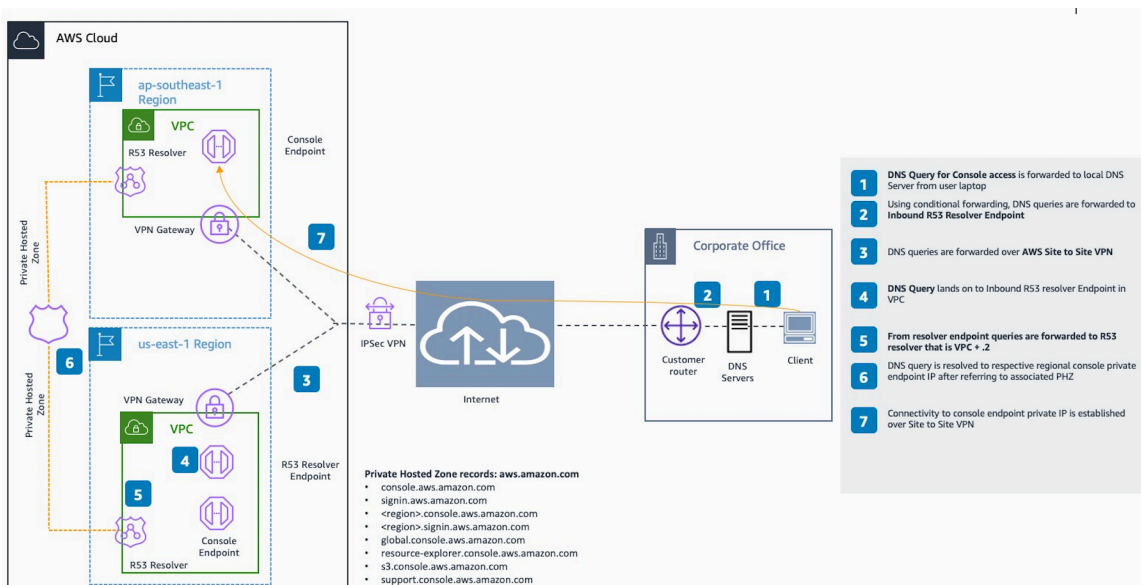 AWS Cloud
ap-southeast-1
Region
VPC
R53 Resolver
Console
Endpoint
VPN Gateway
Private Hosted
Zone
7
IPSec VPN
Internet
Corporate Office
2
1
Customer
router
DNS
Servers
Client
6
us-east-1 Region
3
Private Hosted
Zone
VPN Gateway
VPC
4
R53 Resolver
Endpoint
5
Console
Endpoint
R53 Resolver
Private Hosted Zone records: aws.amazon.com
• console.aws.amazon.com
• signin.aws.amazon.com
• <region>.console.aws.amazon.com
• <region>.signin.aws.amazon.com
• global.console.aws.amazon.com
• resource-explorer.console.aws.amazon.com
• s3.console.aws.amazon.com
• support.console.aws.amazon.com
1
DNS Query for Console access is forwarded to local DNS
Server from user laptop
2
Using conditional forwarding, DNS queries are forwarded to
Inbound R53 Resolver Endpoint
3
DNS queries are forwarded over AWS Site to Site VPN
4
DNS Query lands on to Inbound R53 resolver Endpoint in
VPC
5
From resolver endpoint queries are forwarded to R53
resolver that is VPC + .2
6
DNS query is resolved to respective regional console private
endpoint IP after referring to associated PHZ
7
Connectivity to console endpoint private IP is established
over Site to Site VPN